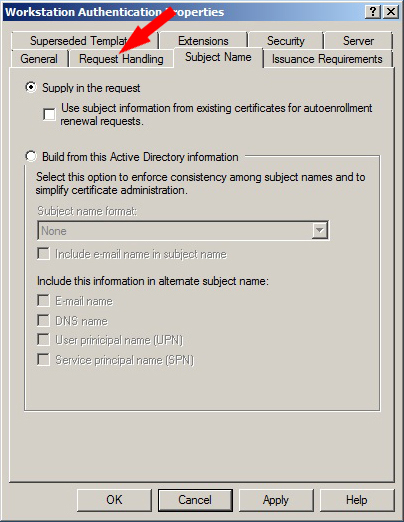 Workstation Authentication Properties
Superseded Templat Extensions Security Server
General Request Handling Subject Name Issuance Requirements
Supply in the request
Use subject information from existing certificates for autoenrollment
renewal requests.
Build from this Active Directory information
Select this option to enforce consistency among subject names and to
simplify certificate administration.
Subject name format:
None
Include e-mail name in subject name
Include this information in alternate subject name:
E-mail name
DNS name
User prinicipal name (UPN)
Service principal name (SPN)
OK Cancel Apply Help